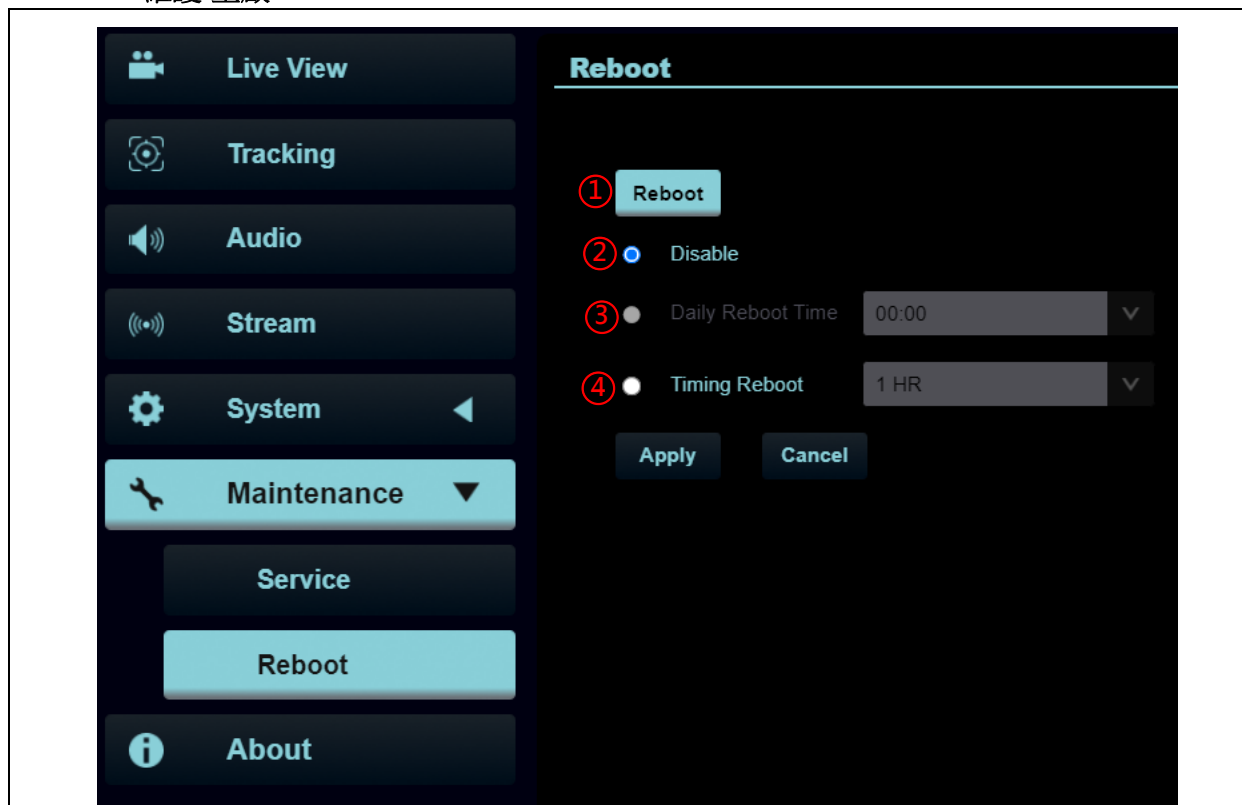 Live View
Tracking
Audio
Stream
System
Maintenance
Service
Reboot
About
Reboot
① Reboot
② Disable
③ Daily Reboot Time 00:00
④ Timing Reboot 1 HR
Apply Cancel